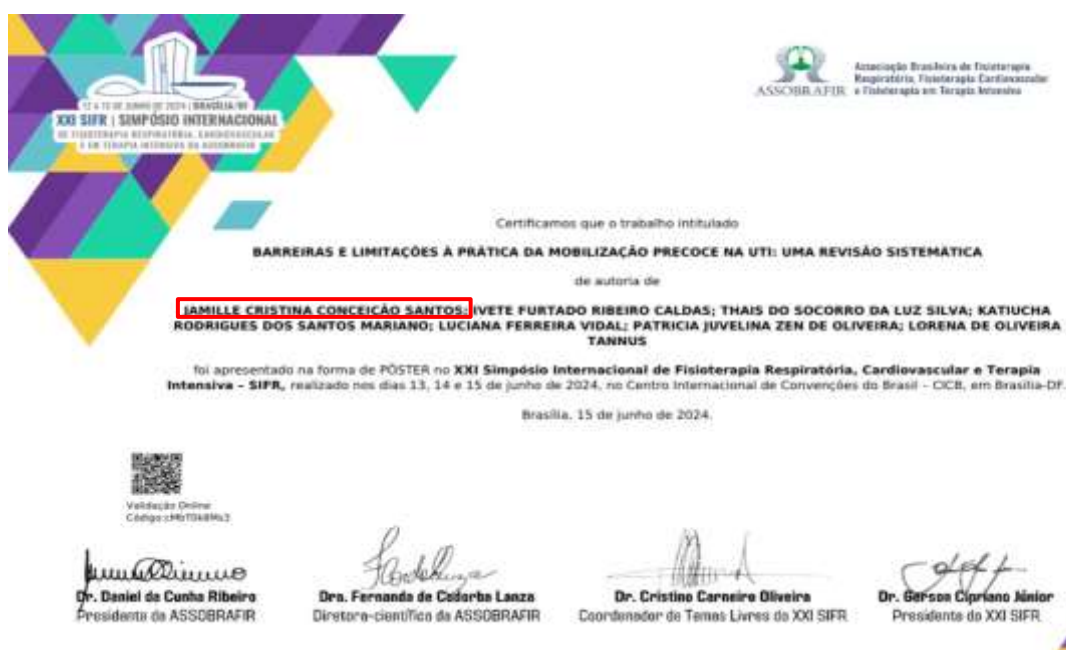 12 A 15 DE JUNHO DE 2024 | BRASÍLIA/DF
XXI SIFR | SIMPÓSIO INTERNACIONAL
DE FISIOTERAPIA RESPIRATÓRIA, CARDIOVASCULAR
E EM TERAPIA INTENSIVA DA ASSOBRAFIR
ASSOBRAFIR
Associação Brasileira de Fisioterapia
Respiratória, Fisioterapia Cardiovascular
e Fisioterapia em Terapia Intensiva
Certificamos que o trabalho intitulado
BARREIRAS E LIMITAÇÕES À PRÁTICA DA MOBILIZAÇÃO PRECOCE NA UTI: UMA REVISÃO SISTEMÁTICA
de autoria de
JAMILLE CRISTINA CONCEIÇÃO SANTOS; IVETE FURTADO RIBEIRO CALDAS; THAIS DO SOCORRO DA LUZ SILVA; KATIUCHA
RODRIGUES DOS SANTOS MARIANO; LUCIANA FERREIRA VIDAL; PATRICIA JUVELINA ZEN DE OLIVEIRA; LORENA DE OLIVEIRA
TANNUS
foi apresentado na forma de PÔSTER no XXI Simpósio Internacional de Fisioterapia Respiratória, Cardiovascular e Terapia
Intensiva – SIFR, realizado nos dias 13, 14 e 15 de junho de 2024, no Centro Internacional de Convenções do Brasil – CICB, em Brasília-DF.
Brasília, 15 de junho de 2024.
Validação Online
Código:
Dr. Daniel da Cunha Ribeiro
Presidente da ASSOBRAFIR
Dra. Fernanda de Cordoba Lanza
Diretora-científica da ASSOBRAFIR
Dr. Cristino Carneiro Oliveira
Coordenador de Temas Livres do XXI SIFR
Dr. Gerson Cipriano Júnior
Presidente do XXI SIFR